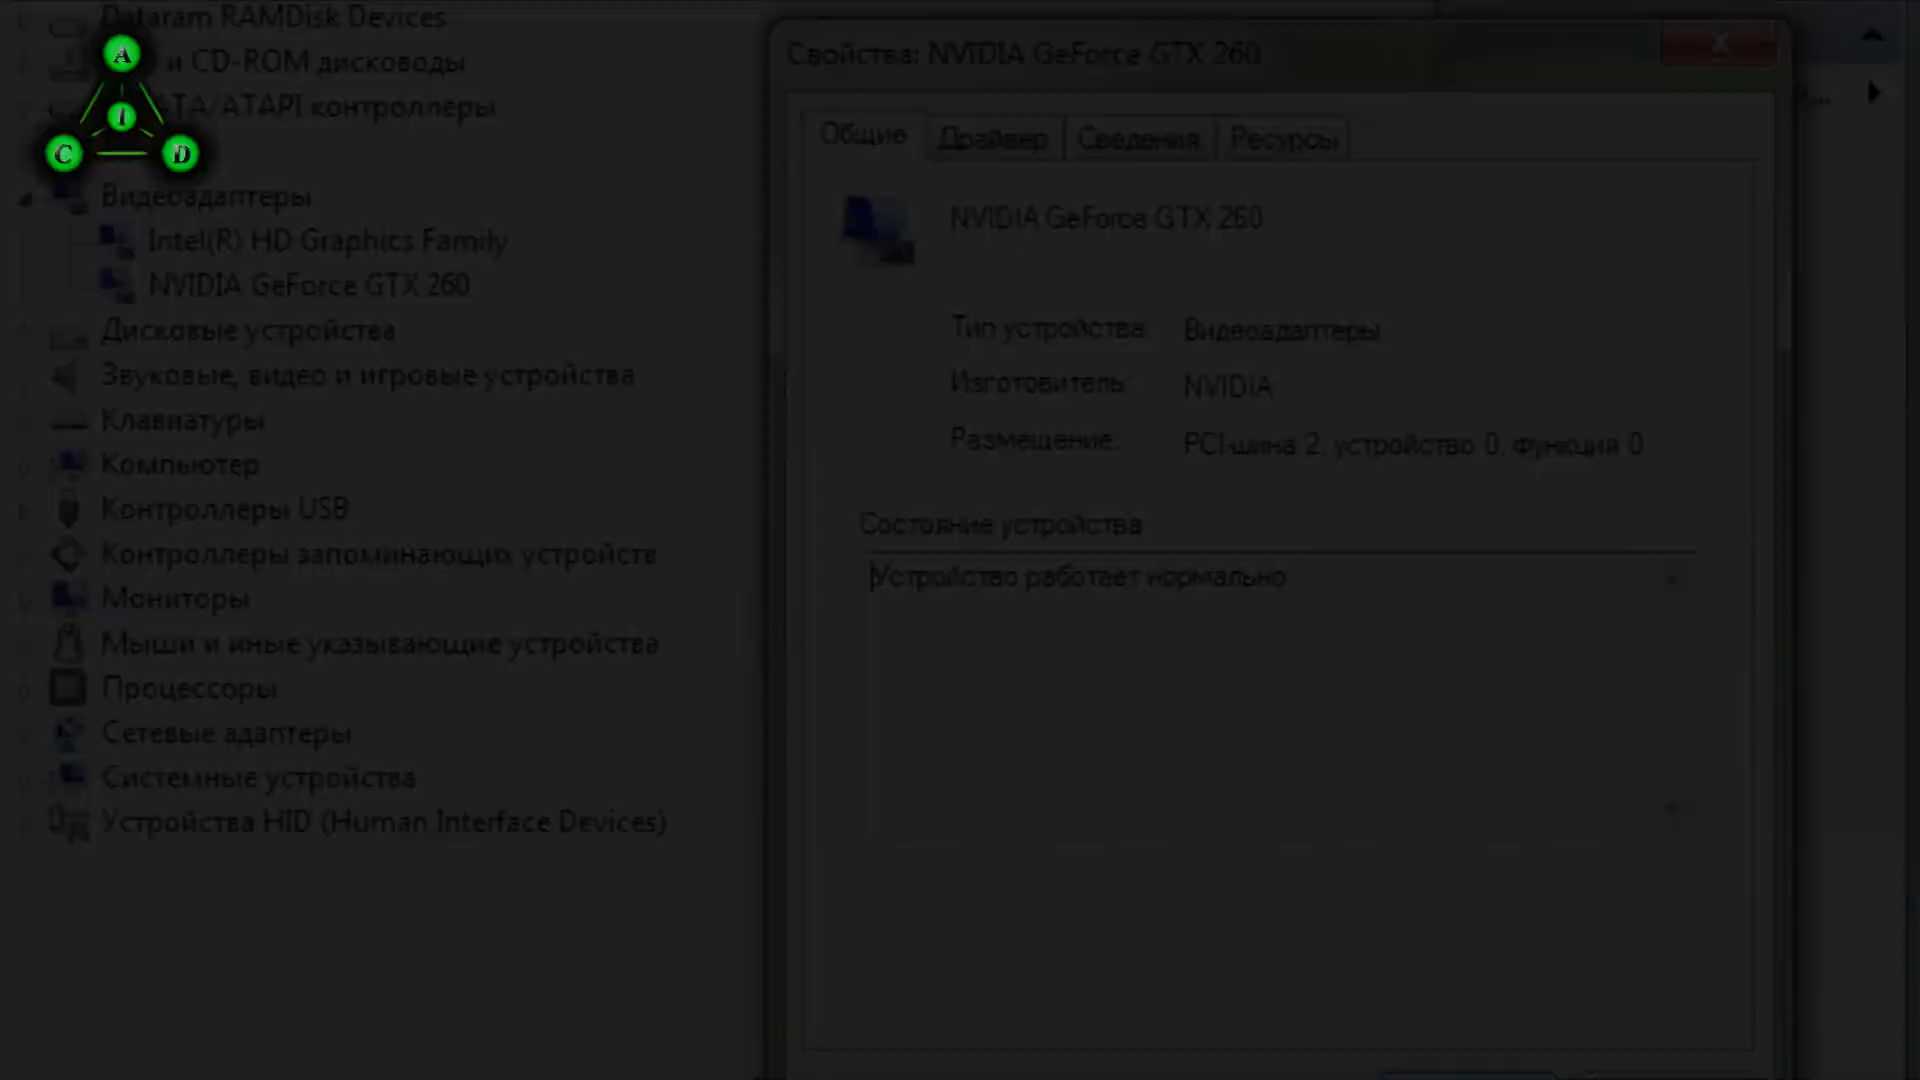 Dataram RAMDisk Devices
и CD-ROM дисководы
ATA/ATAPI контроллеры
A
I
C
D
Видеоадаптеры
Intel(R) HD Graphics Family
NVIDIA GeForce GTX 260
Дисковые устройства
Звуковые, видео и игровые устройства
Клавиатуры
Компьютер
Контроллеры USB
Контроллеры запоминающих устройств
Мониторы
Мыши и иные указывающие устройства
Процессоры
Сетевые адаптеры
Системные устройства
Устройства HID (Human Interface Devices)
Свойства: NVIDIA GeForce GTX 260
Общие
Драйвер
Сведения
Ресурсы
NVIDIA GeForce GTX 260
Тип устройства: Видеоадаптеры
Изготовитель: NVIDIA
Размещение: PCI-шина 2, устройство 0, функция 0
Состояние устройства
Устройство работает нормально